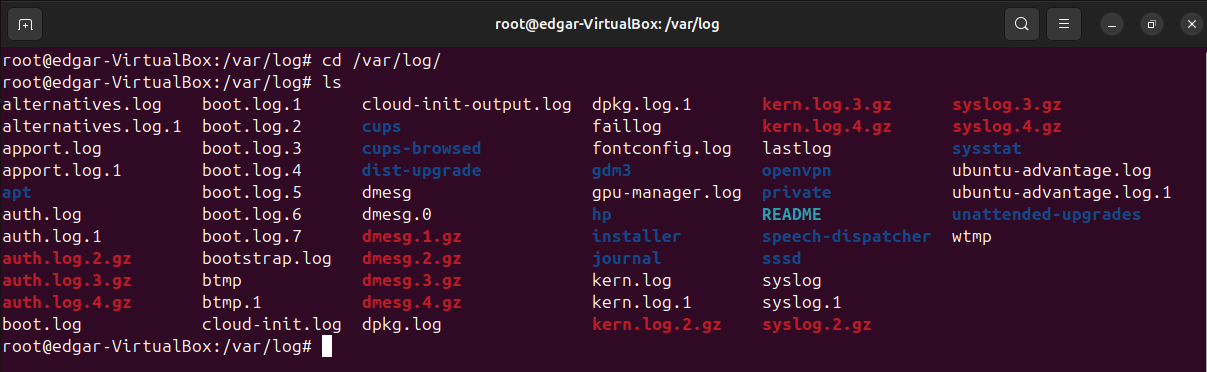 root@edgar-VirtualBox: /var/log
root@edgar-VirtualBox:/var/log# cd /var/log/
root@edgar-VirtualBox:/var/log# ls
alternatives.log boot.log.1 cloud-init-output.log dpkg.log.1 kern.log.3.gz syslog.3.gz
alternatives.log.1 boot.log.2 cups faillog kern.log.4.gz syslog.4.gz
apport.log boot.log.3 cups-browsed fontconfig.log lastlog sysstat
apport.log.1 boot.log.4 dist-upgrade gdm3 openvpn ubuntu-advantage.log
apt boot.log.5 dmesg gpu-manager.log private ubuntu-advantage.log.1
auth.log boot.log.6 dmesg.0 hp README unattended-upgrades
auth.log.1 boot.log.7 dmesg.1.gz installer speech-dispatcher wtmp
auth.log.2.gz bootstrap.log dmesg.2.gz journal sssd
auth.log.3.gz btmp dmesg.3.gz kern.log syslog
auth.log.4.gz btmp.1 dmesg.4.gz kern.log.1 syslog.1
boot.log cloud-init.log dpkg.log kern.log.2.gz syslog.2.gz
root@edgar-VirtualBox:/var/log#